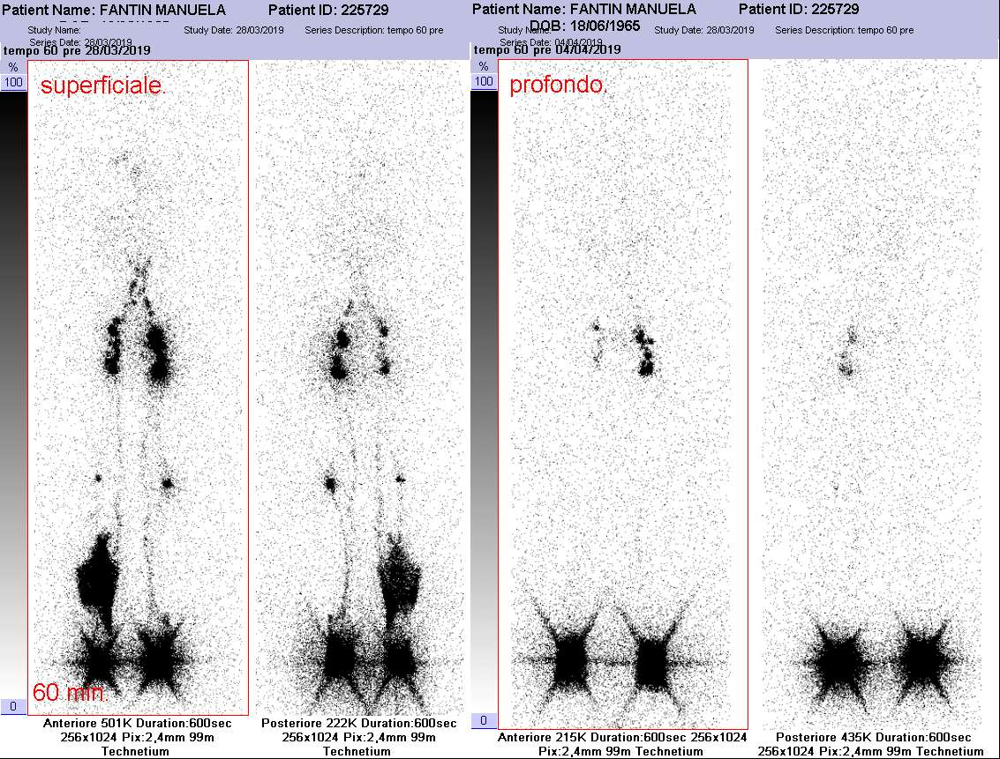 Patient Name: FANTIN MANUELA
Patient ID: 225729
Study Name:
Study Date: 28/03/2019
Series Description: tempo 60 pre
Series Date: 28/03/2019
tempo 60 pre 28/03/2019
%
100
superficiale.
60 min.
0
Anteriore 501K Duration:600sec
256x1024 Pix:2,4mm 99m
Technetium
Posteriore 222K Duration:600sec
256x1024 Pix:2,4mm 99m
Technetium
Patient Name: FANTIN MANUELA
Patient ID: 225729
DOB: 18/06/1965
Study Name:
Study Date: 28/03/2019
Series Description: tempo 60 pre
Series Date: 04/04/2019
tempo 60 pre 04/04/2019
%
100
profondo.
0
Anteriore 215K Duration:600sec 256x1024
Pix:2,4mm 99m Technetium
Posteriore 435K Duration:600sec
256x1024 Pix:2,4mm 99m Technetium